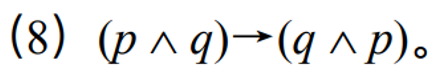 (8) (p ∧ q)→(q ∧ p)。